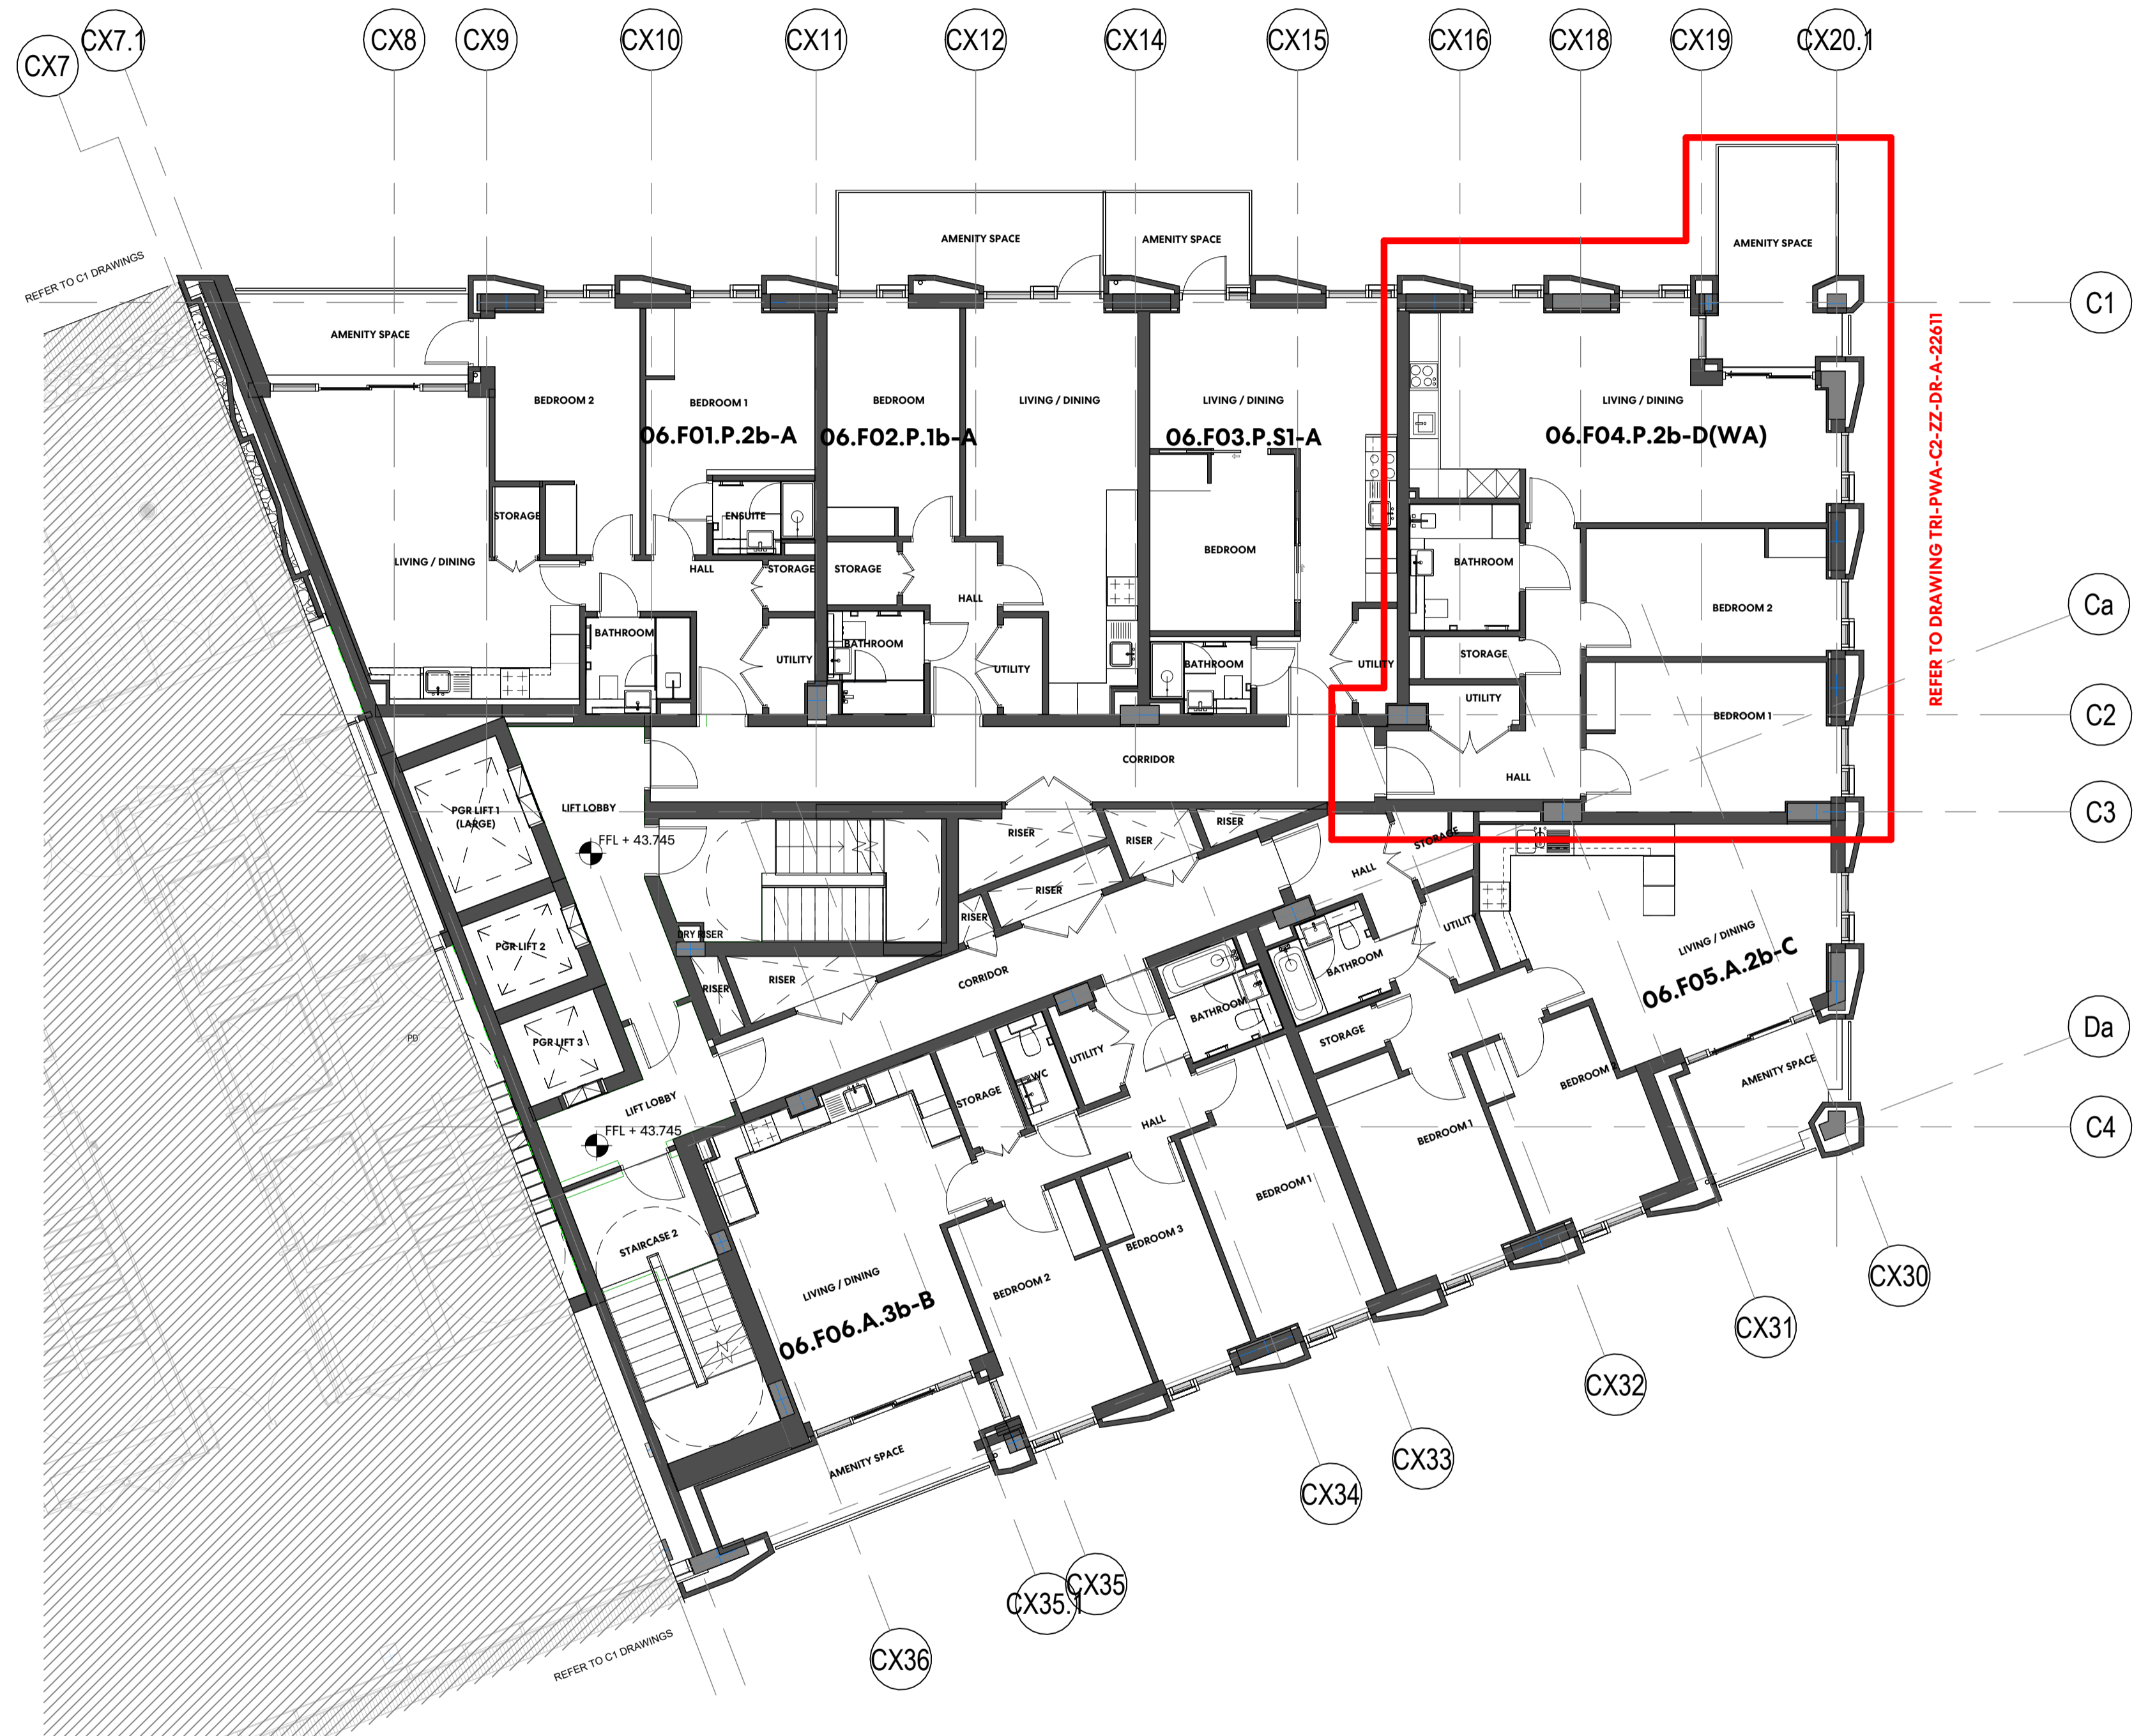 CX7
CX7.1
CX8
CX9
CX10
CX11
CX12
CX14
CX15
CX16
CX18
CX19
CX20.1
REFER TO C1 DRAWINGS
AMENITY SPACE
AMENITY SPACE
AMENITY SPACE
AMENITY SPACE
C1
REFER TO DRAWING TRI-PWA-C2-ZZ-DR-A-22611
BEDROOM 2
BEDROOM 1
BEDROOM
LIVING / DINING
LIVING / DINING
LIVING / DINING
06.F01.P.2b-A
06.F02.P.1b-A
06.F03.P.S1-A
06.F04.P.2b-D(WA)
STORAGE
ENSUITE
LIVING / DINING
HALL
STORAGE
STORAGE
BEDROOM
BATHROOM
HALL
BEDROOM 2
Ca
BATHROOM
BATHROOM
UTILITY
UTILITY
BATHROOM
UTILITY
STORAGE
UTILITY
BEDROOM 1
C2
CORRIDOR
HALL
PGR LIFT 1
(LARGE)
LIFT LOBBY
FFL + 43.745
RISER
RISER
RISER
STORAGE
C3
HALL
RISER
RISER
DRY RISER
UTILITY
PGR LIFT 2
RISER
RISER
CORRIDOR
BATHROOM
LIVING / DINING
06.F05.A.2b-C
BATHROOM
STORAGE
PD
PGR LIFT 3
UTILITY
WC
STORAGE
BEDROOM 2
AMENITY SPACE
Da
LIFT LOBBY
FFL + 43.745
HALL
BEDROOM 1
C4
STAIRCASE 2
BEDROOM 1
BEDROOM 3
BEDROOM 2
LIVING / DINING
06.F06.A.3b-B
AMENITY SPACE
CX30
CX31
CX32
CX33
CX34
CX35
CX35.1
CX36
REFER TO C1 DRAWINGS